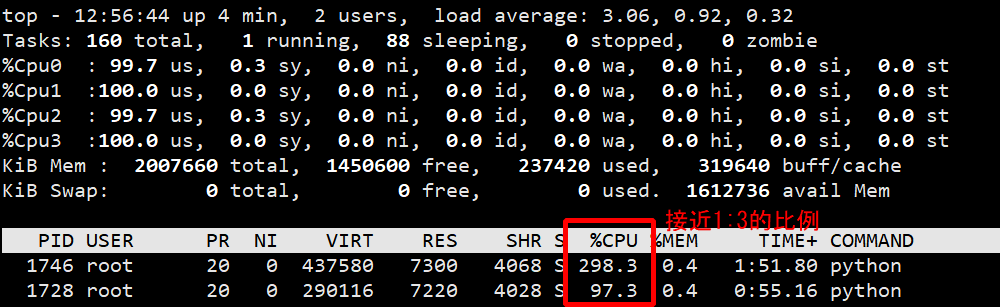 top - 12:56:44 up 4 min,  2 users,  load average: 3.06, 0.92, 0.32
Tasks: 160 total,   1 running,  88 sleeping,   0 stopped,   0 zombie
%Cpu0  : 99.7 us,  0.3 sy,  0.0 ni,  0.0 id,  0.0 wa,  0.0 hi,  0.0 si,  0.0 st
%Cpu1  :100.0 us,  0.0 sy,  0.0 ni,  0.0 id,  0.0 wa,  0.0 hi,  0.0 si,  0.0 st
%Cpu2  : 99.7 us,  0.3 sy,  0.0 ni,  0.0 id,  0.0 wa,  0.0 hi,  0.0 si,  0.0 st
%Cpu3  :100.0 us,  0.0 sy,  0.0 ni,  0.0 id,  0.0 wa,  0.0 hi,  0.0 si,  0.0 st
KiB Mem :  2007660 total,  1450600 free,   237420 used,   319640 buff/cache
KiB Swap:        0 total,        0 free,        0 used.  1612736 avail Mem
接近1:3的比例
PID USER      PR  NI    VIRT    RES    SHR S  %CPU %MEM     TIME+ COMMAND
1746 root      20   0  437580   7300   4068 S 298.3  0.4   1:51.80 python
1728 root      20   0  290116   7220   4028 S  97.3  0.4   0:55.16 python